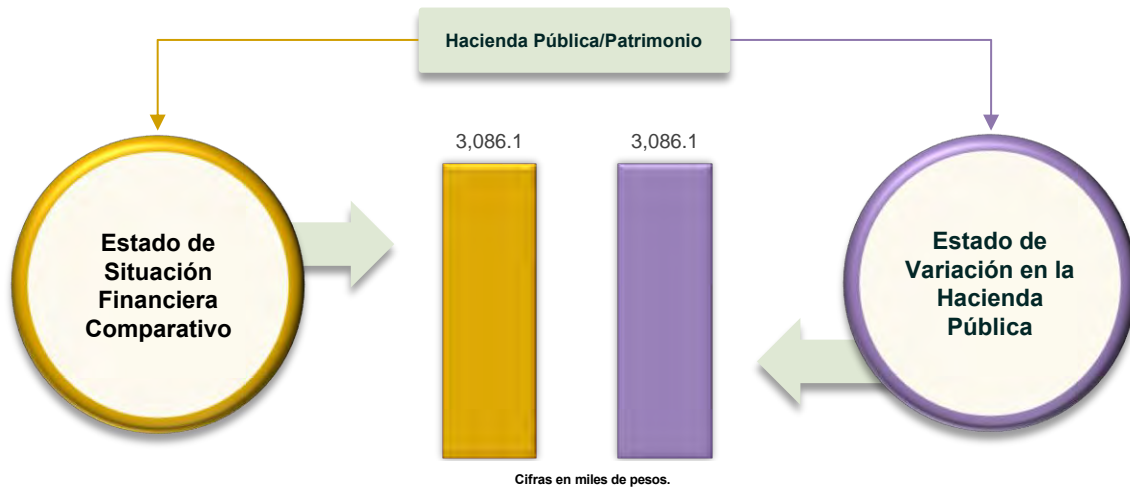 Hacienda Pública/Patrimonio
3,086.1
3,086.1
Estado de
Situación
Financiera
Comparativo
Estado de
Variación en la
Hacienda
Pública
Cifras en miles de pesos.